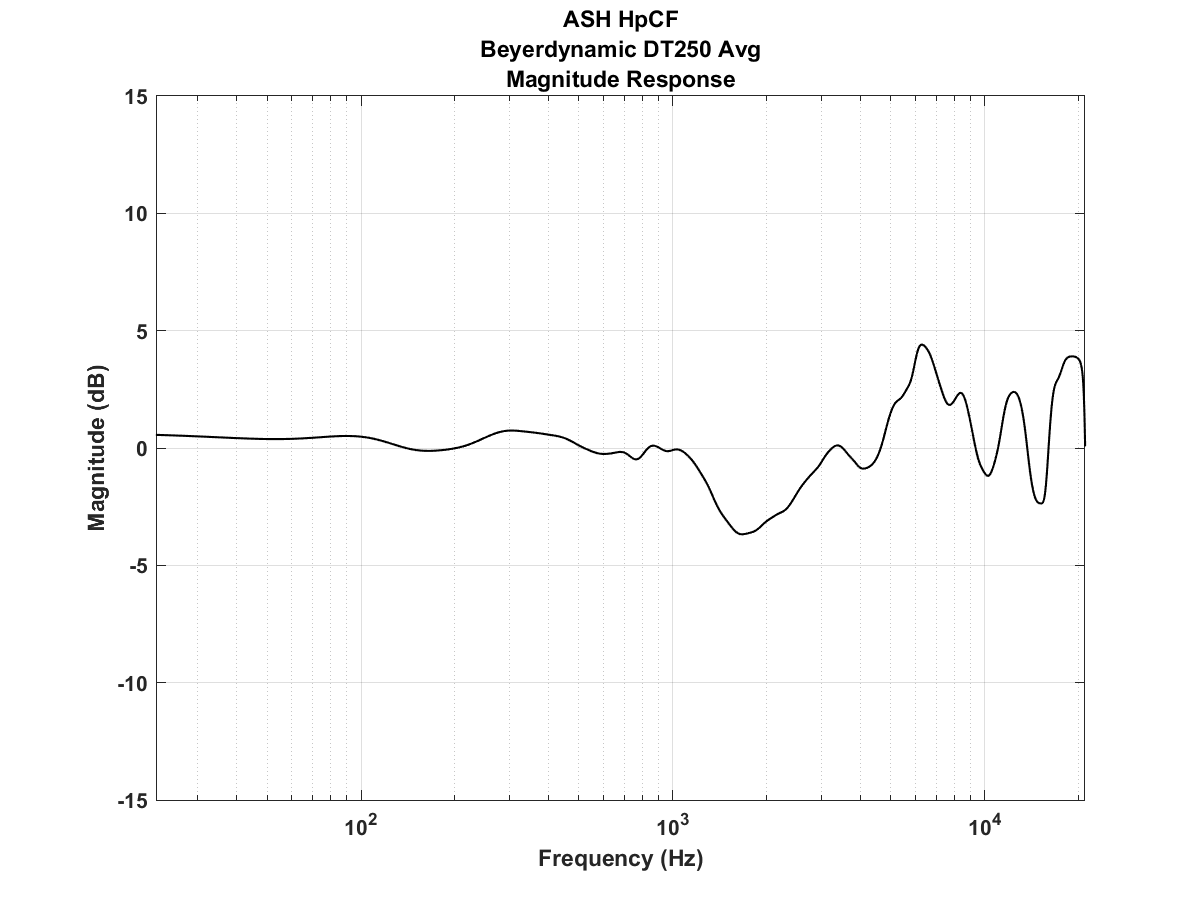 ASH HpCF
Beyerdynamic DT250 Avg
Magnitude Response
15
10
5
0
-5
-10
-15
Magnitude (dB)
10² 10³ 10⁴
Frequency (Hz)